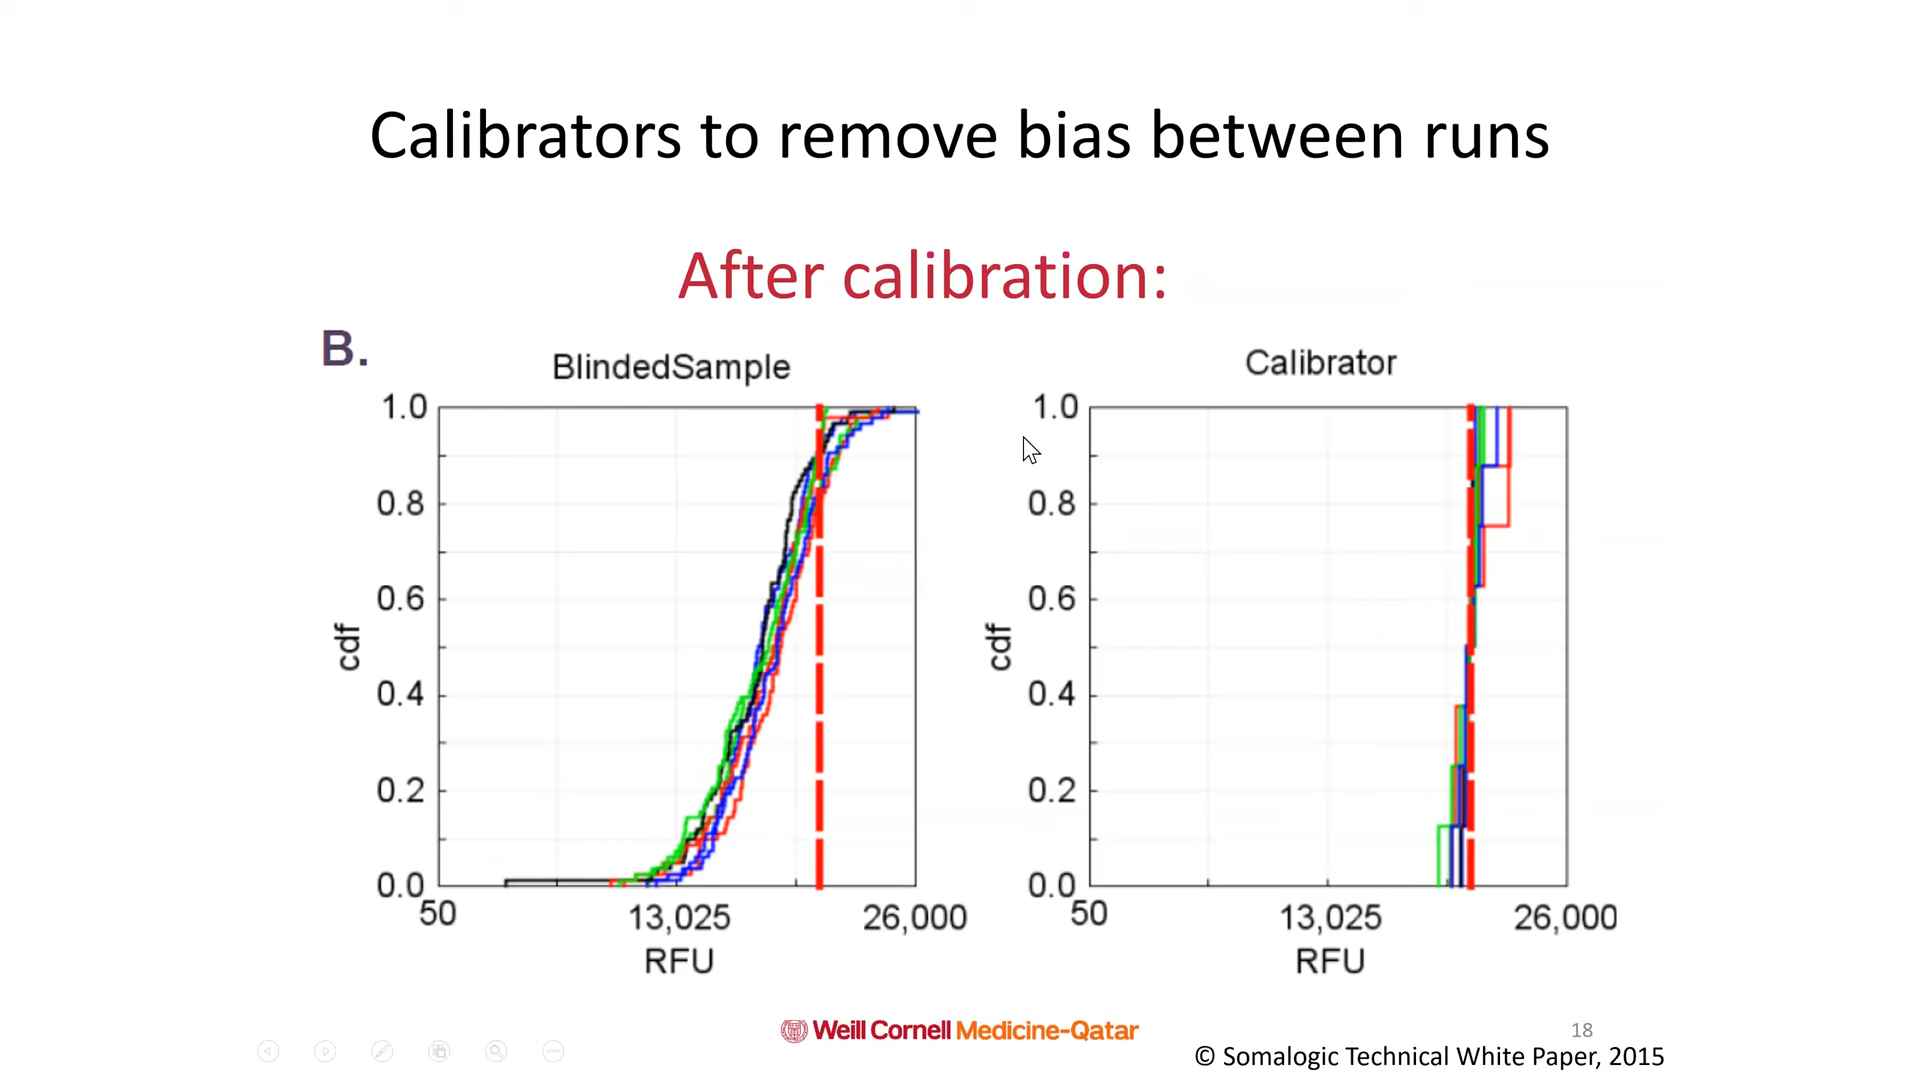 Calibrators to remove bias between runs
After calibration:
B.
BlindedSample
1.0
0.8
0.6
0.4
0.2
0.0
cdf
50
13,025
26,000
RFU
Calibrator
1.0
0.8
0.6
0.4
0.2
0.0
cdf
50
13,025
26,000
RFU
Weill Cornell Medicine-Qatar
18
© Somalogic Technical White Paper, 2015